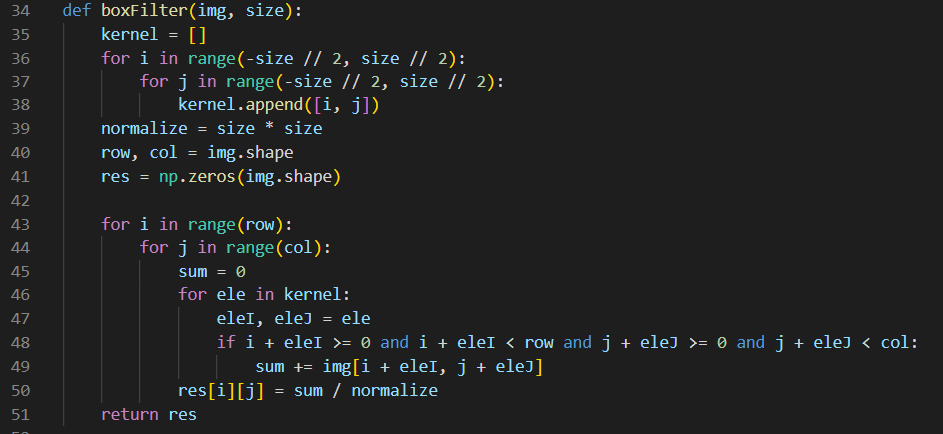 34 def boxFilter(img, size):
35     kernel = []
36     for i in range(-size // 2, size // 2):
37         for j in range(-size // 2, size // 2):
38             kernel.append([i, j])
39     normalize = size * size
40     row, col = img.shape
41     res = np.zeros(img.shape)
42
43     for i in range(row):
44         for j in range(col):
45             sum = 0
46             for ele in kernel:
47                 eleI, eleJ = ele
48                 if i + eleI >= 0 and i + eleI < row and j + eleJ >= 0 and j + eleJ < col:
49                     sum += img[i + eleI, j + eleJ]
50             res[i][j] = sum / normalize
51     return res